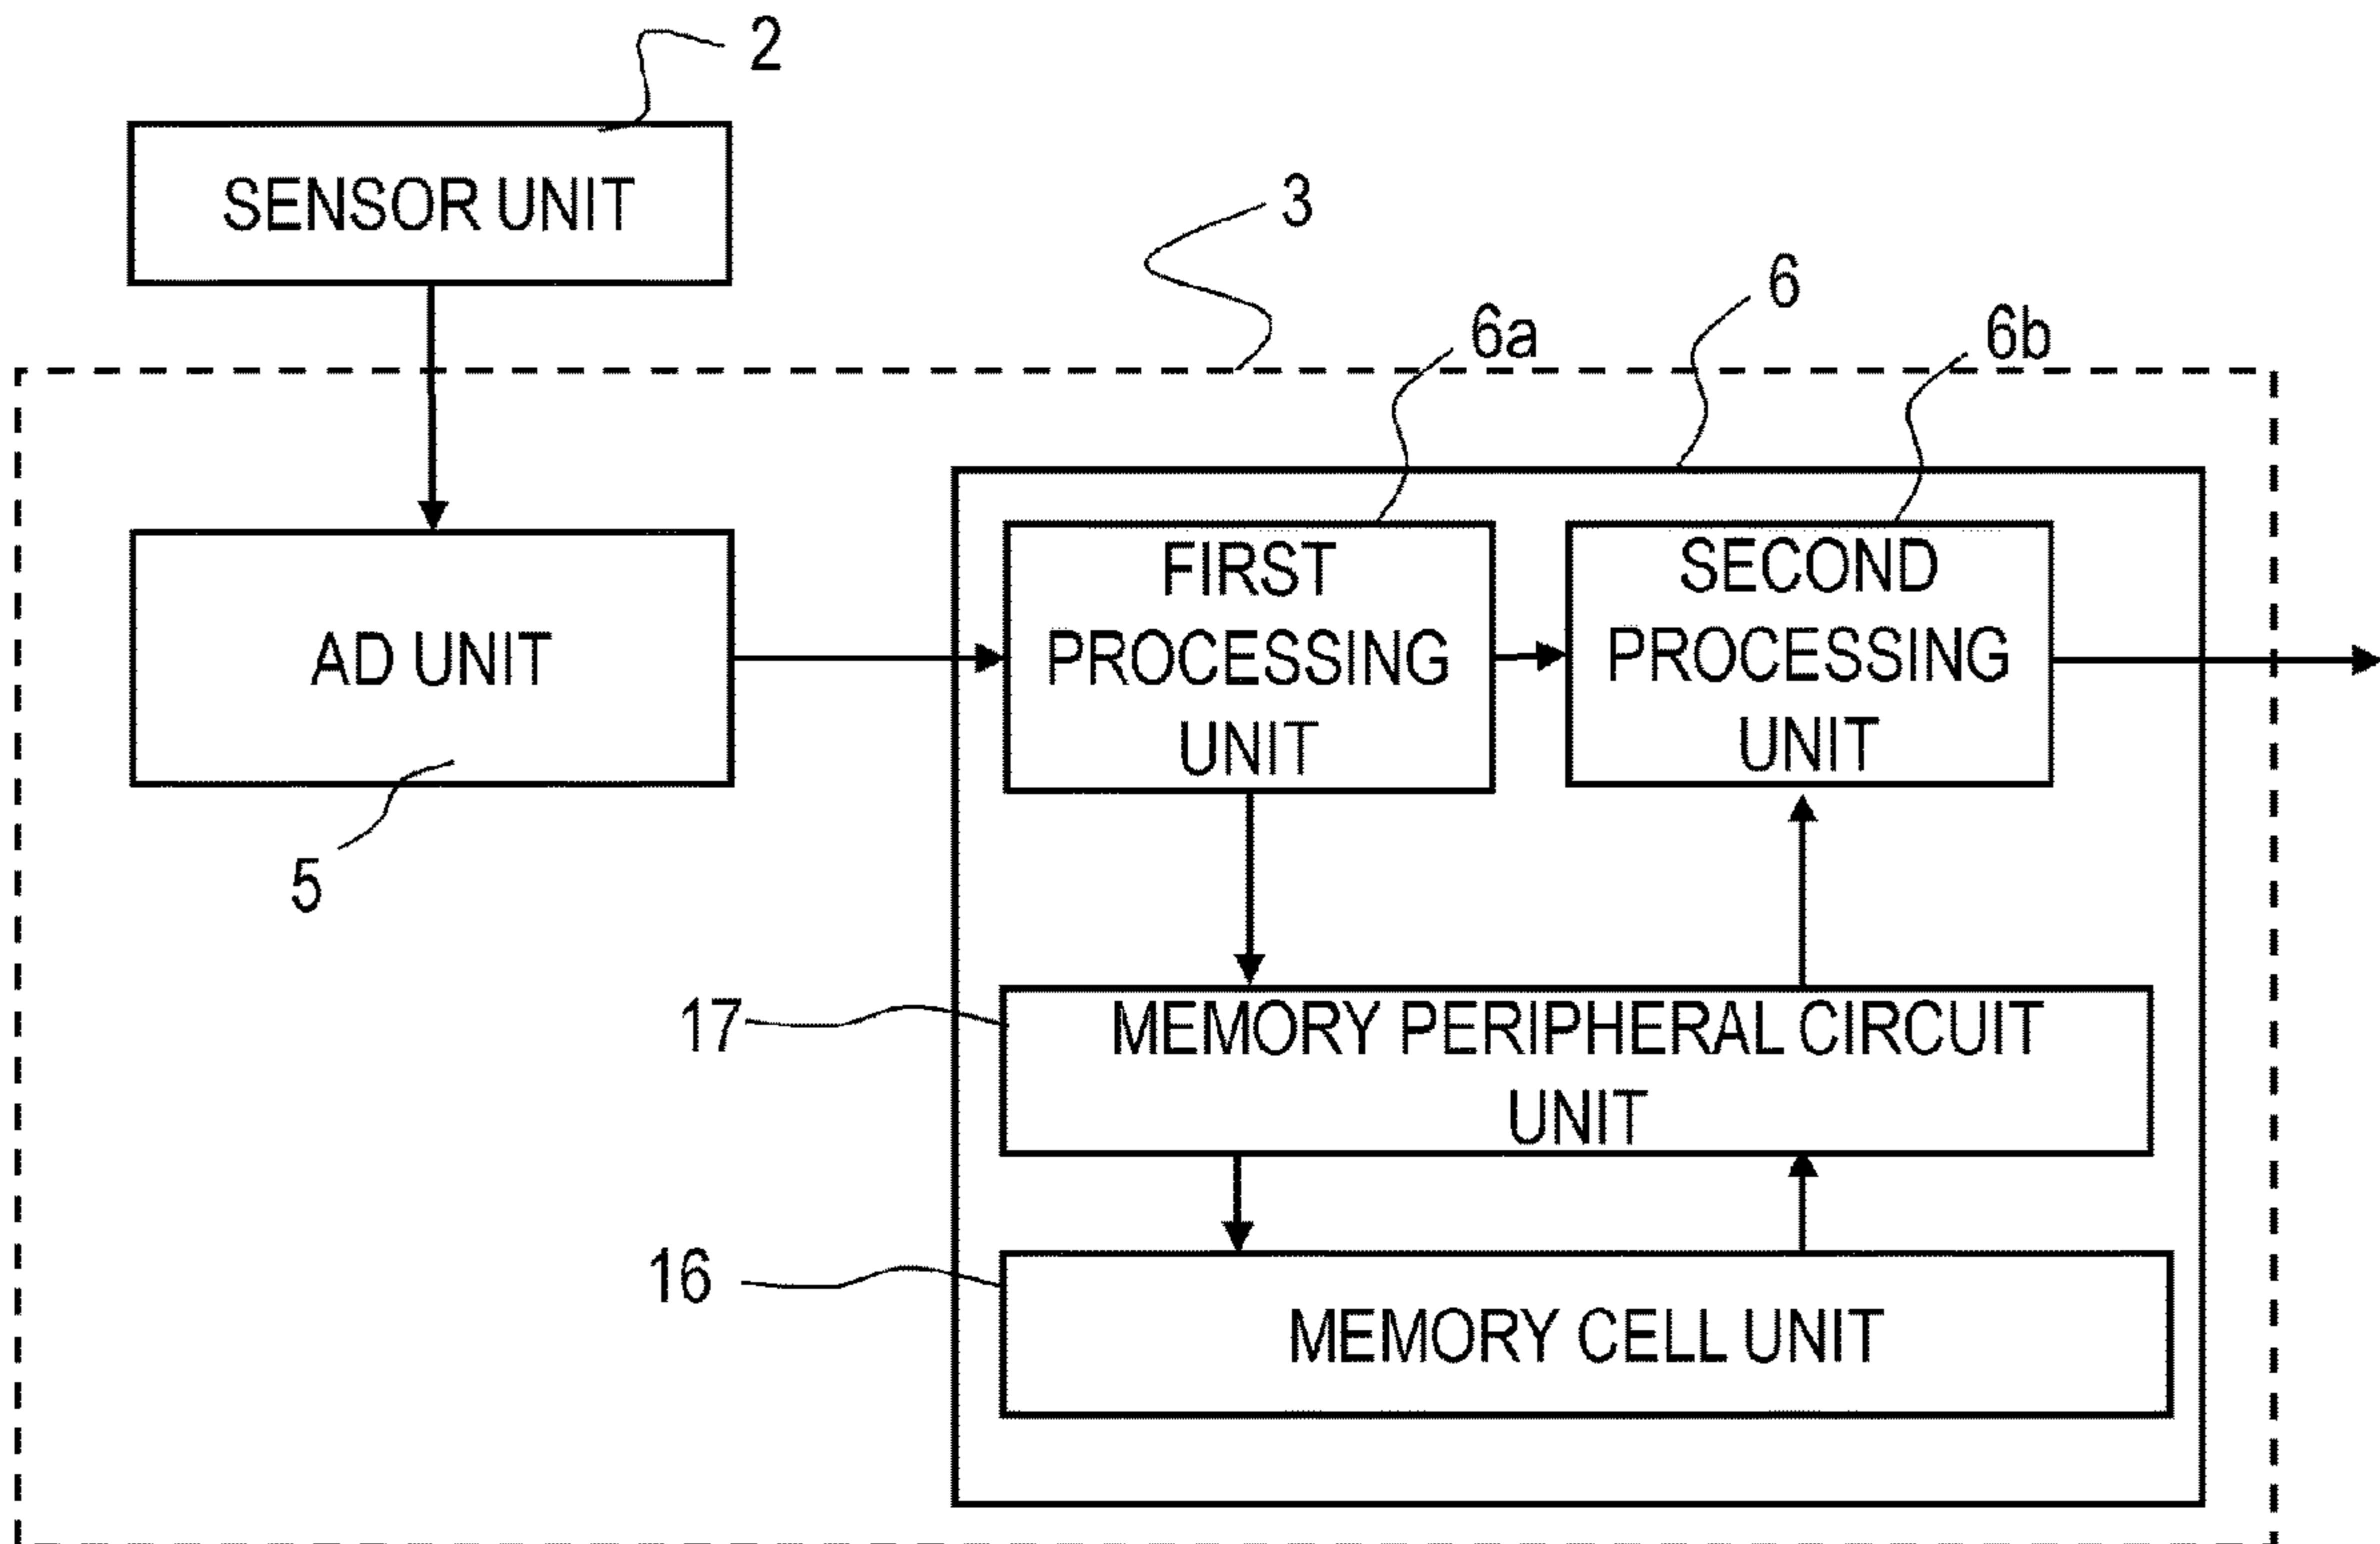 2
SENSOR UNIT
3
6
6a
6b
FIRST
PROCESSING
UNIT
SECOND
PROCESSING
UNIT
AD UNIT
5
17
MEMORY PERIPHERAL CIRCUIT
UNIT
16
MEMORY CELL UNIT